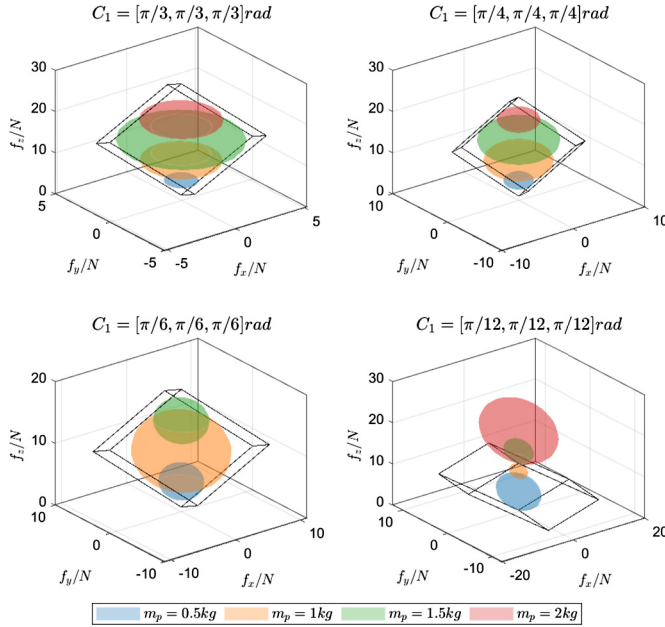 C₁ = [π/3, π/3, π/3]rad
C₁ = [π/4, π/4, π/4]rad
30
20
10
0
f_z/N
5
0
-5
f_y/N
-5
0
5
f_x/N
30
20
10
0
f_z/N
10
0
-10
f_y/N
-10
0
10
f_x/N
C₁ = [π/6, π/6, π/6]rad
C₁ = [π/12, π/12, π/12]rad
20
10
0
f_z/N
10
0
-10
f_y/N
-10
0
10
f_x/N
30
20
10
0
f_z/N
10
0
-10
f_y/N
-20
0
20
f_x/N
m_p = 0.5kg m_p = 1kg m_p = 1.5kg m_p = 2kg